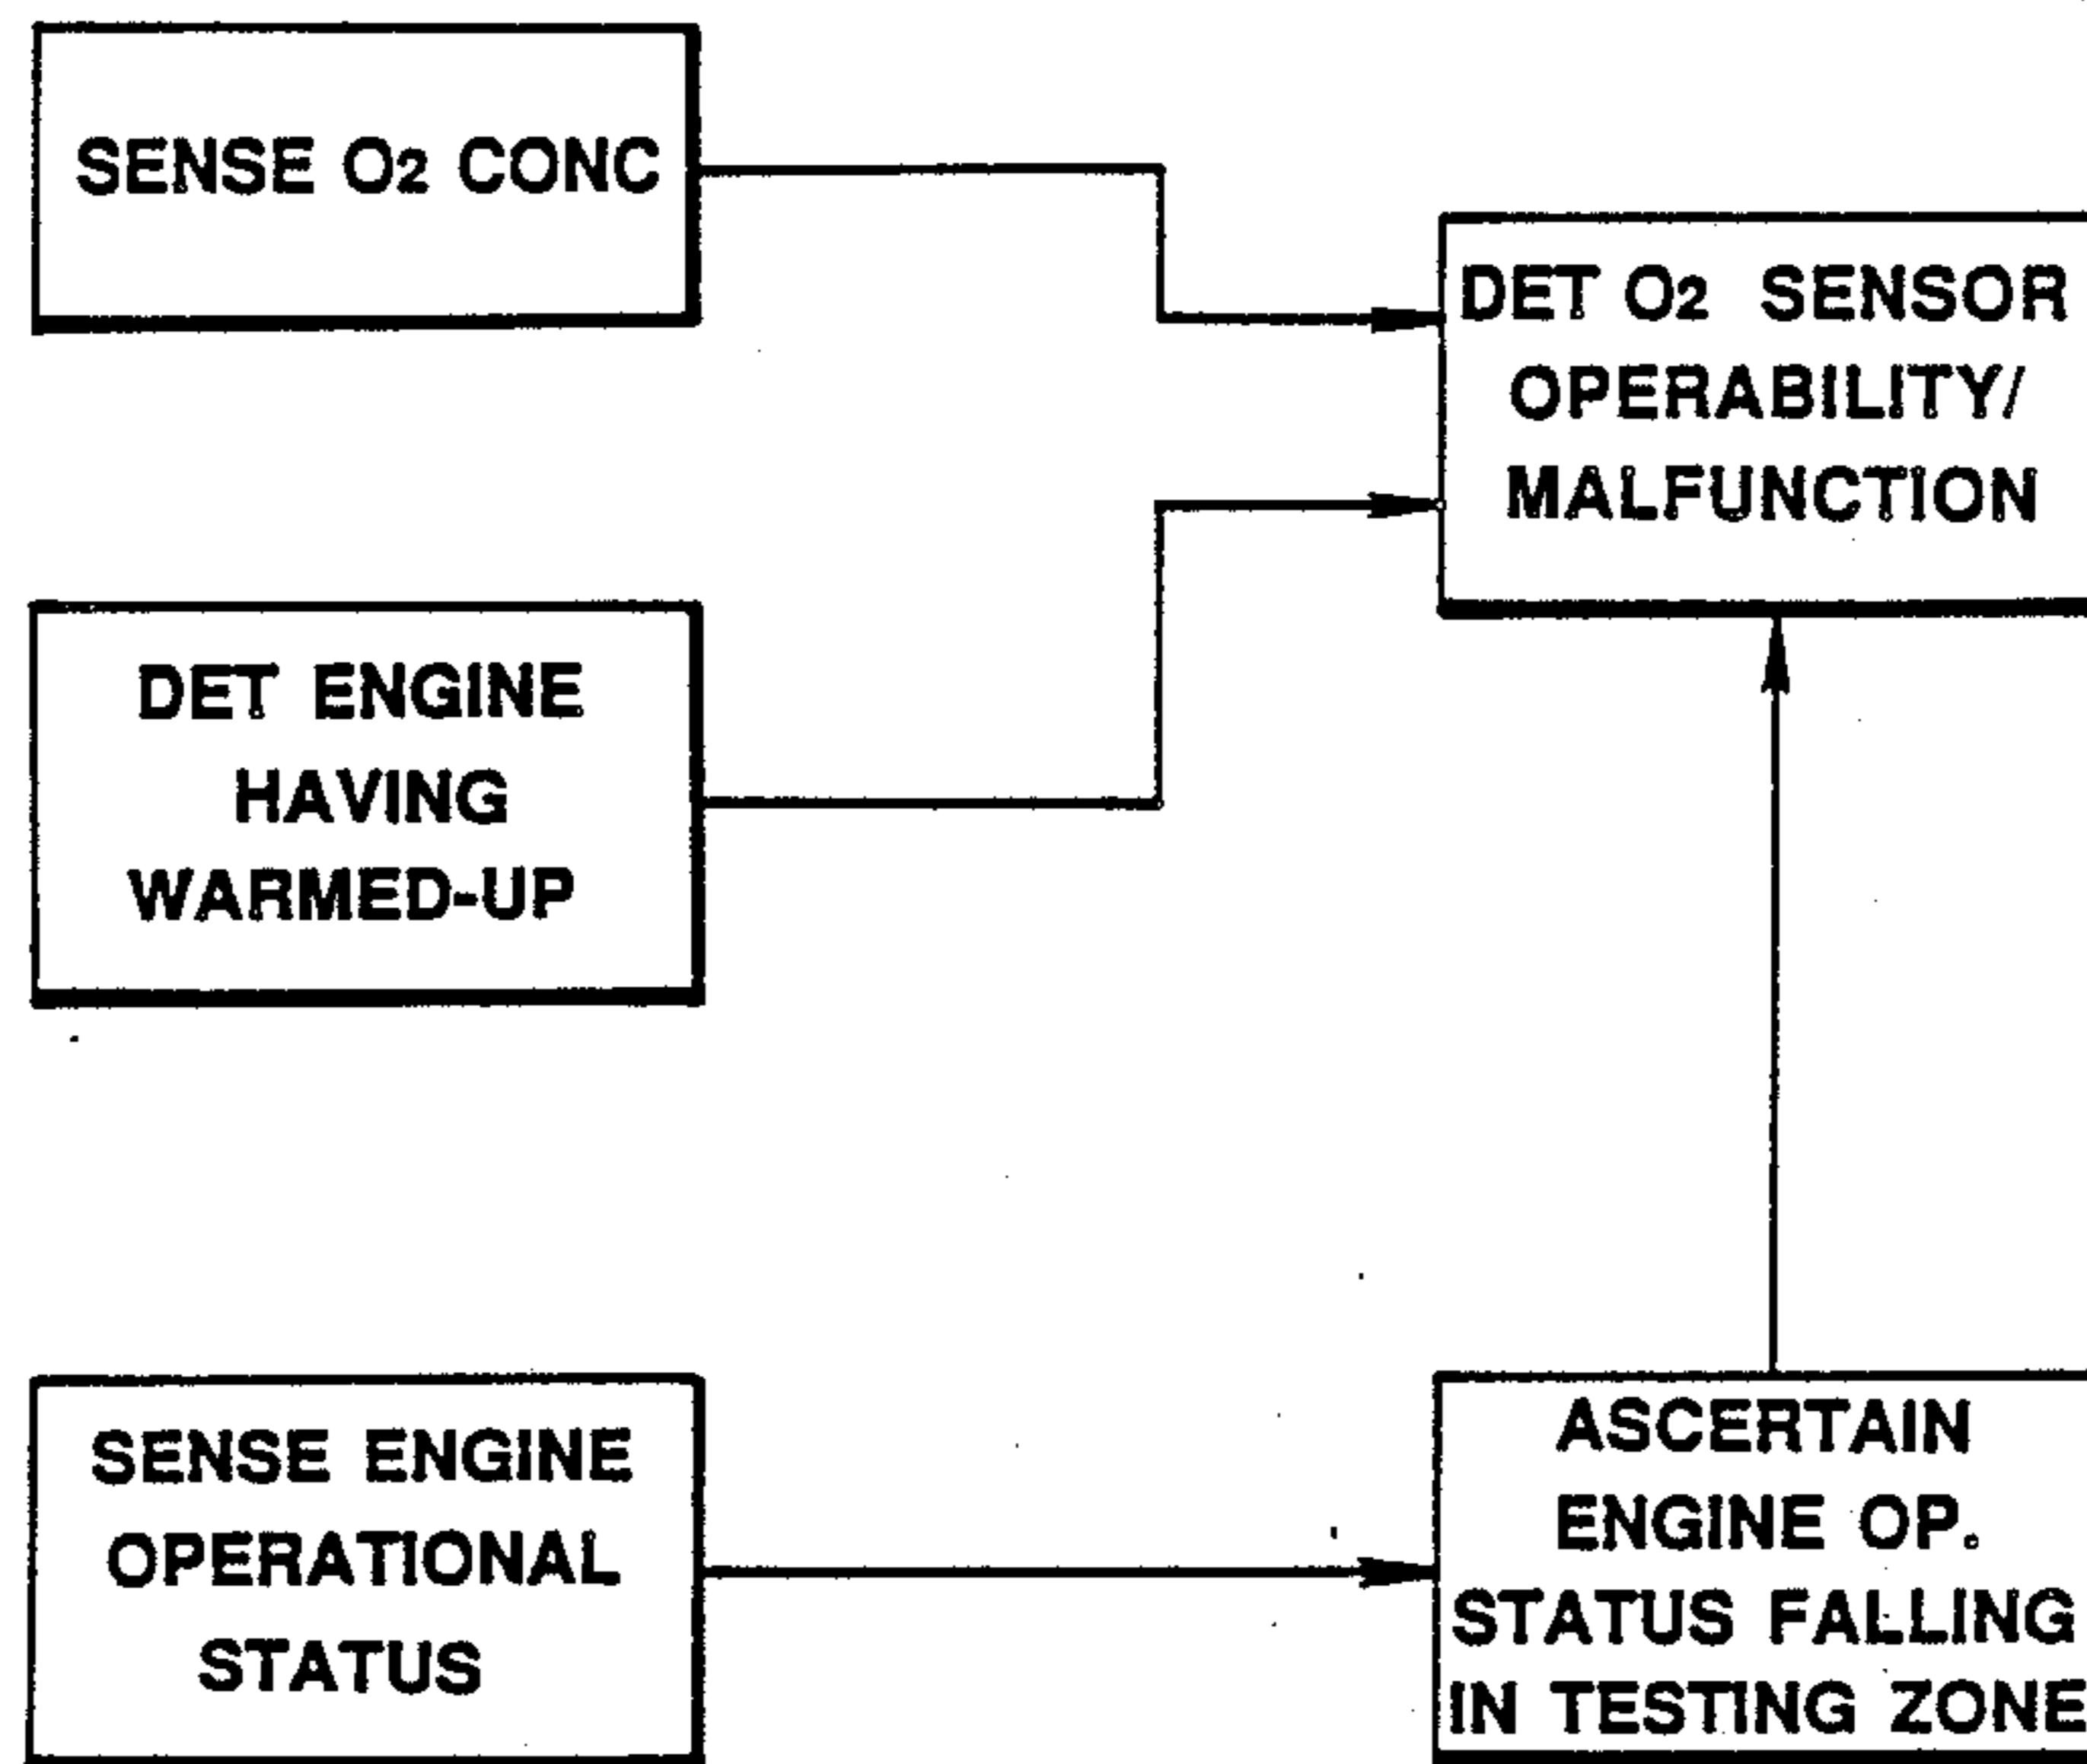 SENSE O2 CONC
DET O2 SENSOR
OPERABILITY/
MALFUNCTION
DET ENGINE
HAVING
WARMED-UP
SENSE ENGINE
OPERATIONAL
STATUS
ASCERTAIN
ENGINE OP.
STATUS FALLING
IN TESTING ZONE